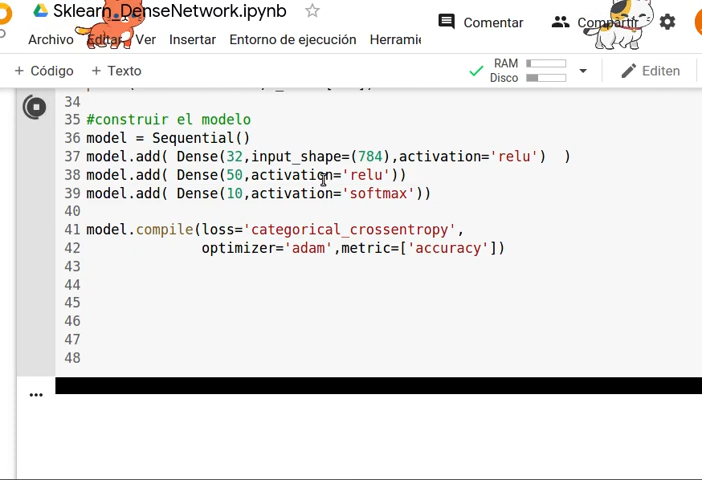 Sklearn_DenseNetwork.ipynb
Comentar
Compartir
Archivo Editar Ver Insertar Entorno de ejecución Herramie
+ Código + Texto
RAM
Disco
Editen
34
35 #construir el modelo
36 model = Sequential()
37 model.add( Dense(32,input_shape=(784),activation='relu')  )
38 model.add( Dense(50,activation='relu'))
39 model.add( Dense(10,activation='softmax'))
40
41 model.compile(loss='categorical_crossentropy',
42               optimizer='adam',metric=['accuracy'])
43
44
45
46
47
48